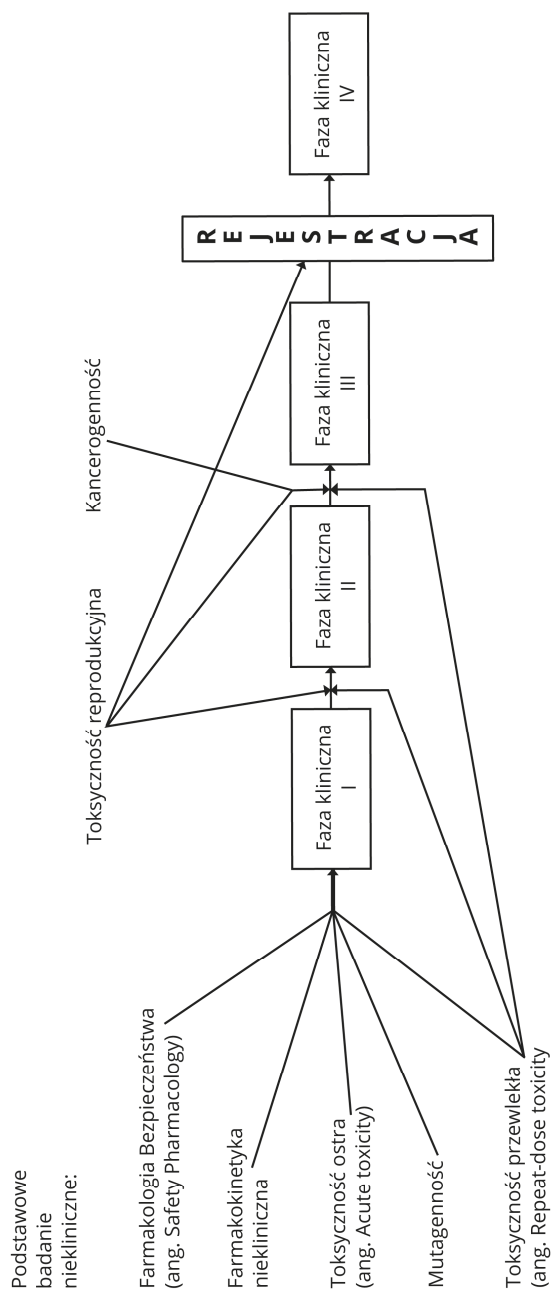 Podstawowe
badanie
niekliniczne:
Farmakologia Bezpieczeństwa
(ang. Safety Pharmacology)
Farmakokinetyka
niekliniczna
Toksyczność ostra
(ang. Acute toxicity)
Mutagenność
Toksyczność przewlekła
(ang. Repeat-dose toxicity
Toksyczność reprodukcyjna
Kancerogenność
Faza kliniczna
I
Faza kliniczna
II
Faza kliniczna
III
REJESTRACJA
Faza kliniczna
IV